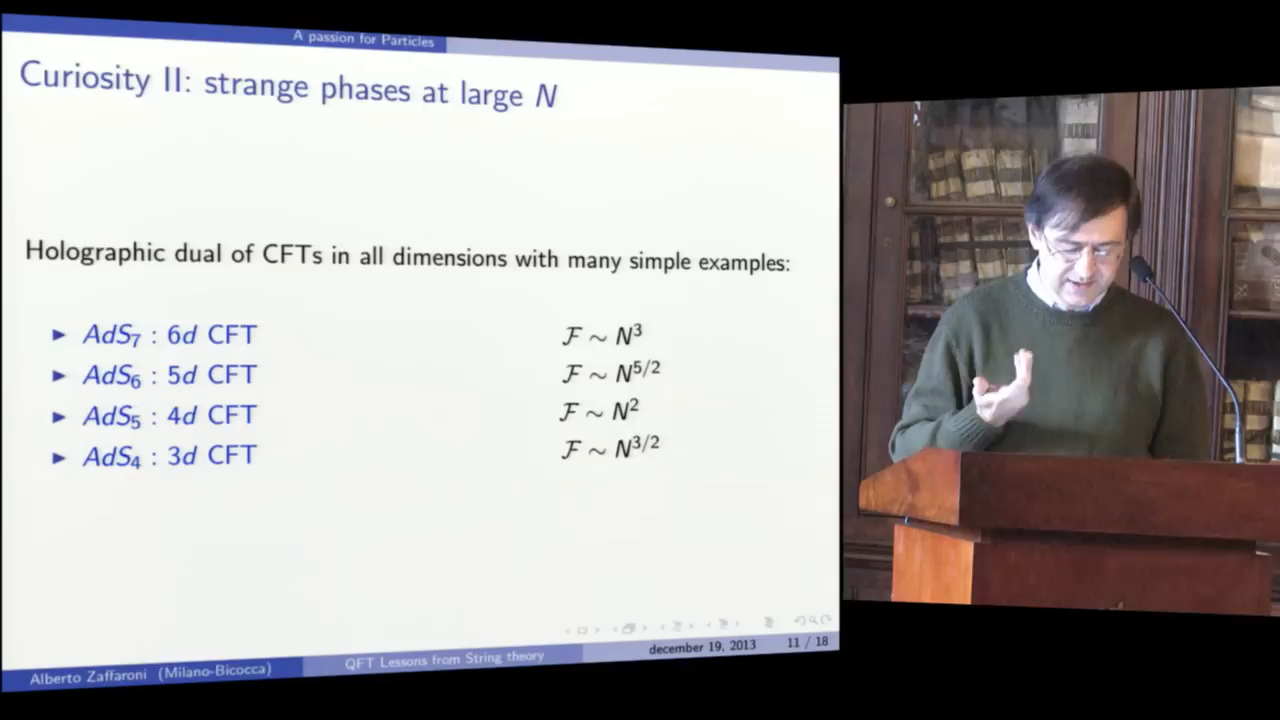 A passion for Particles
Curiosity II: strange phases at large N
Holographic dual of CFTs in all dimensions with many simple examples:
► AdS₇ : 6d CFT F ∼ N³
► AdS₆ : 5d CFT F ∼ N^{5/2}
► AdS₅ : 4d CFT F ∼ N²
► AdS₄ : 3d CFT F ∼ N^{3/2}
Alberto Zaffaroni (Milano-Bicocca) QFT Lessons from String theory december 19, 2013 11 / 18